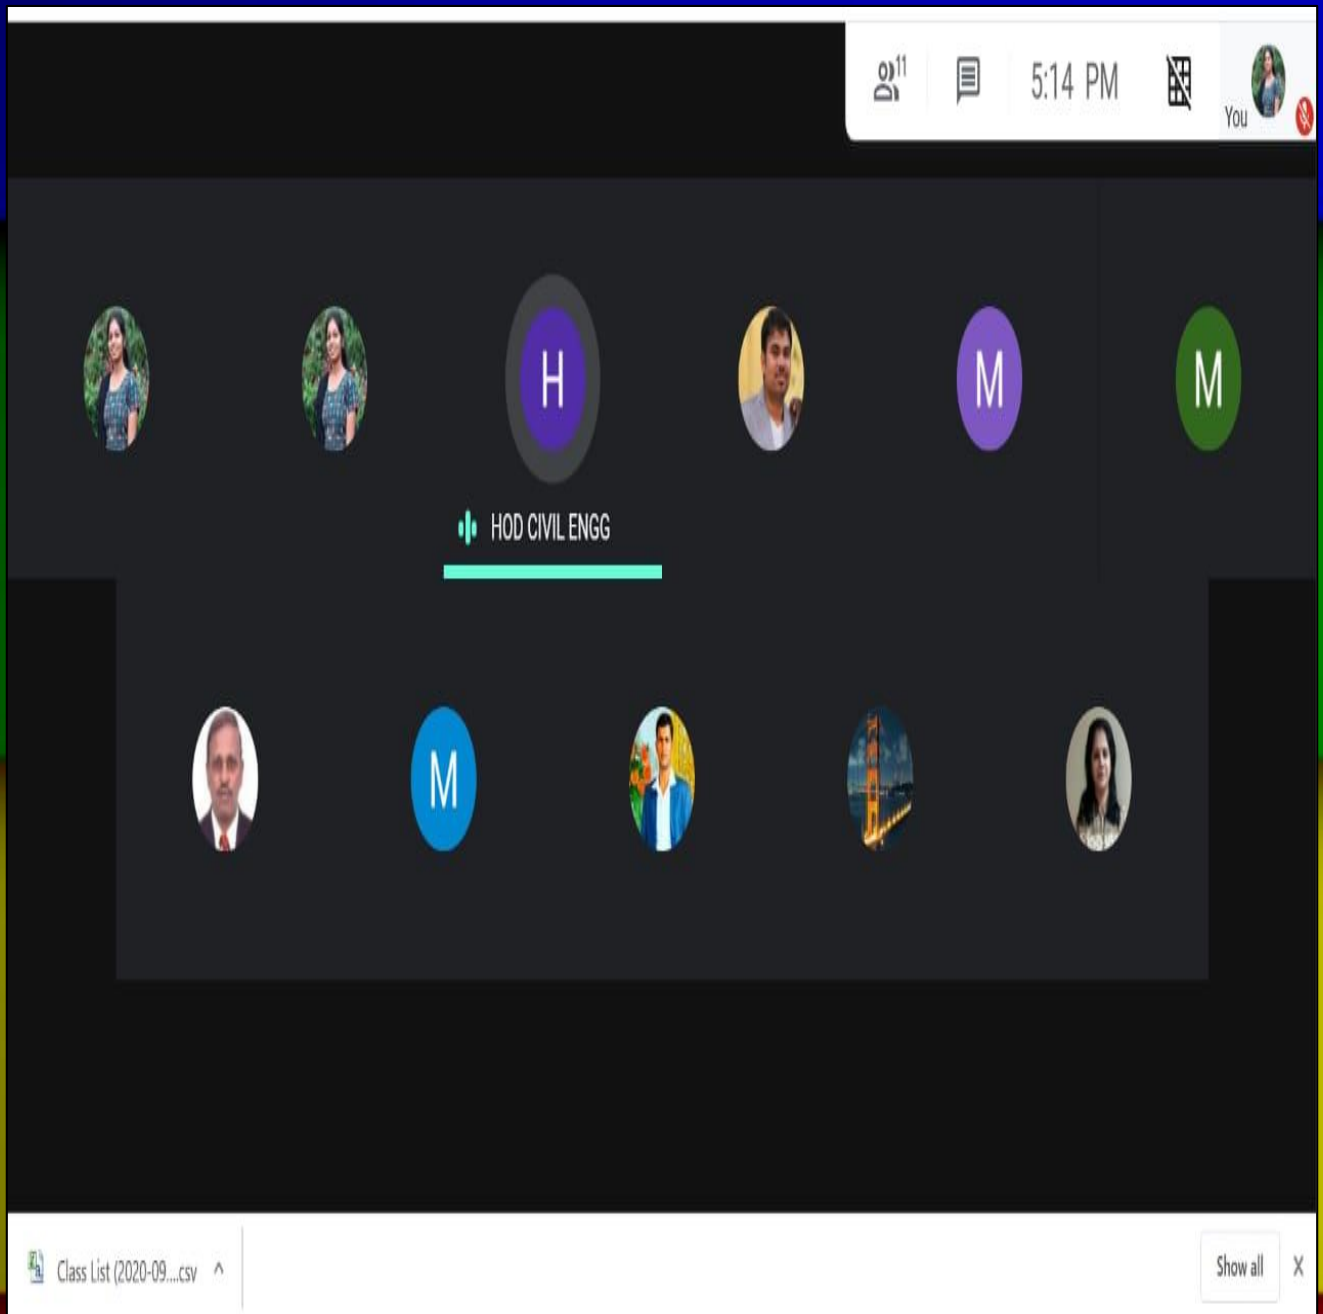 11
5:14 PM
You
H
M
M
HOD CIVIL ENGG
M
Class List (2020-09....csv
Show all
X